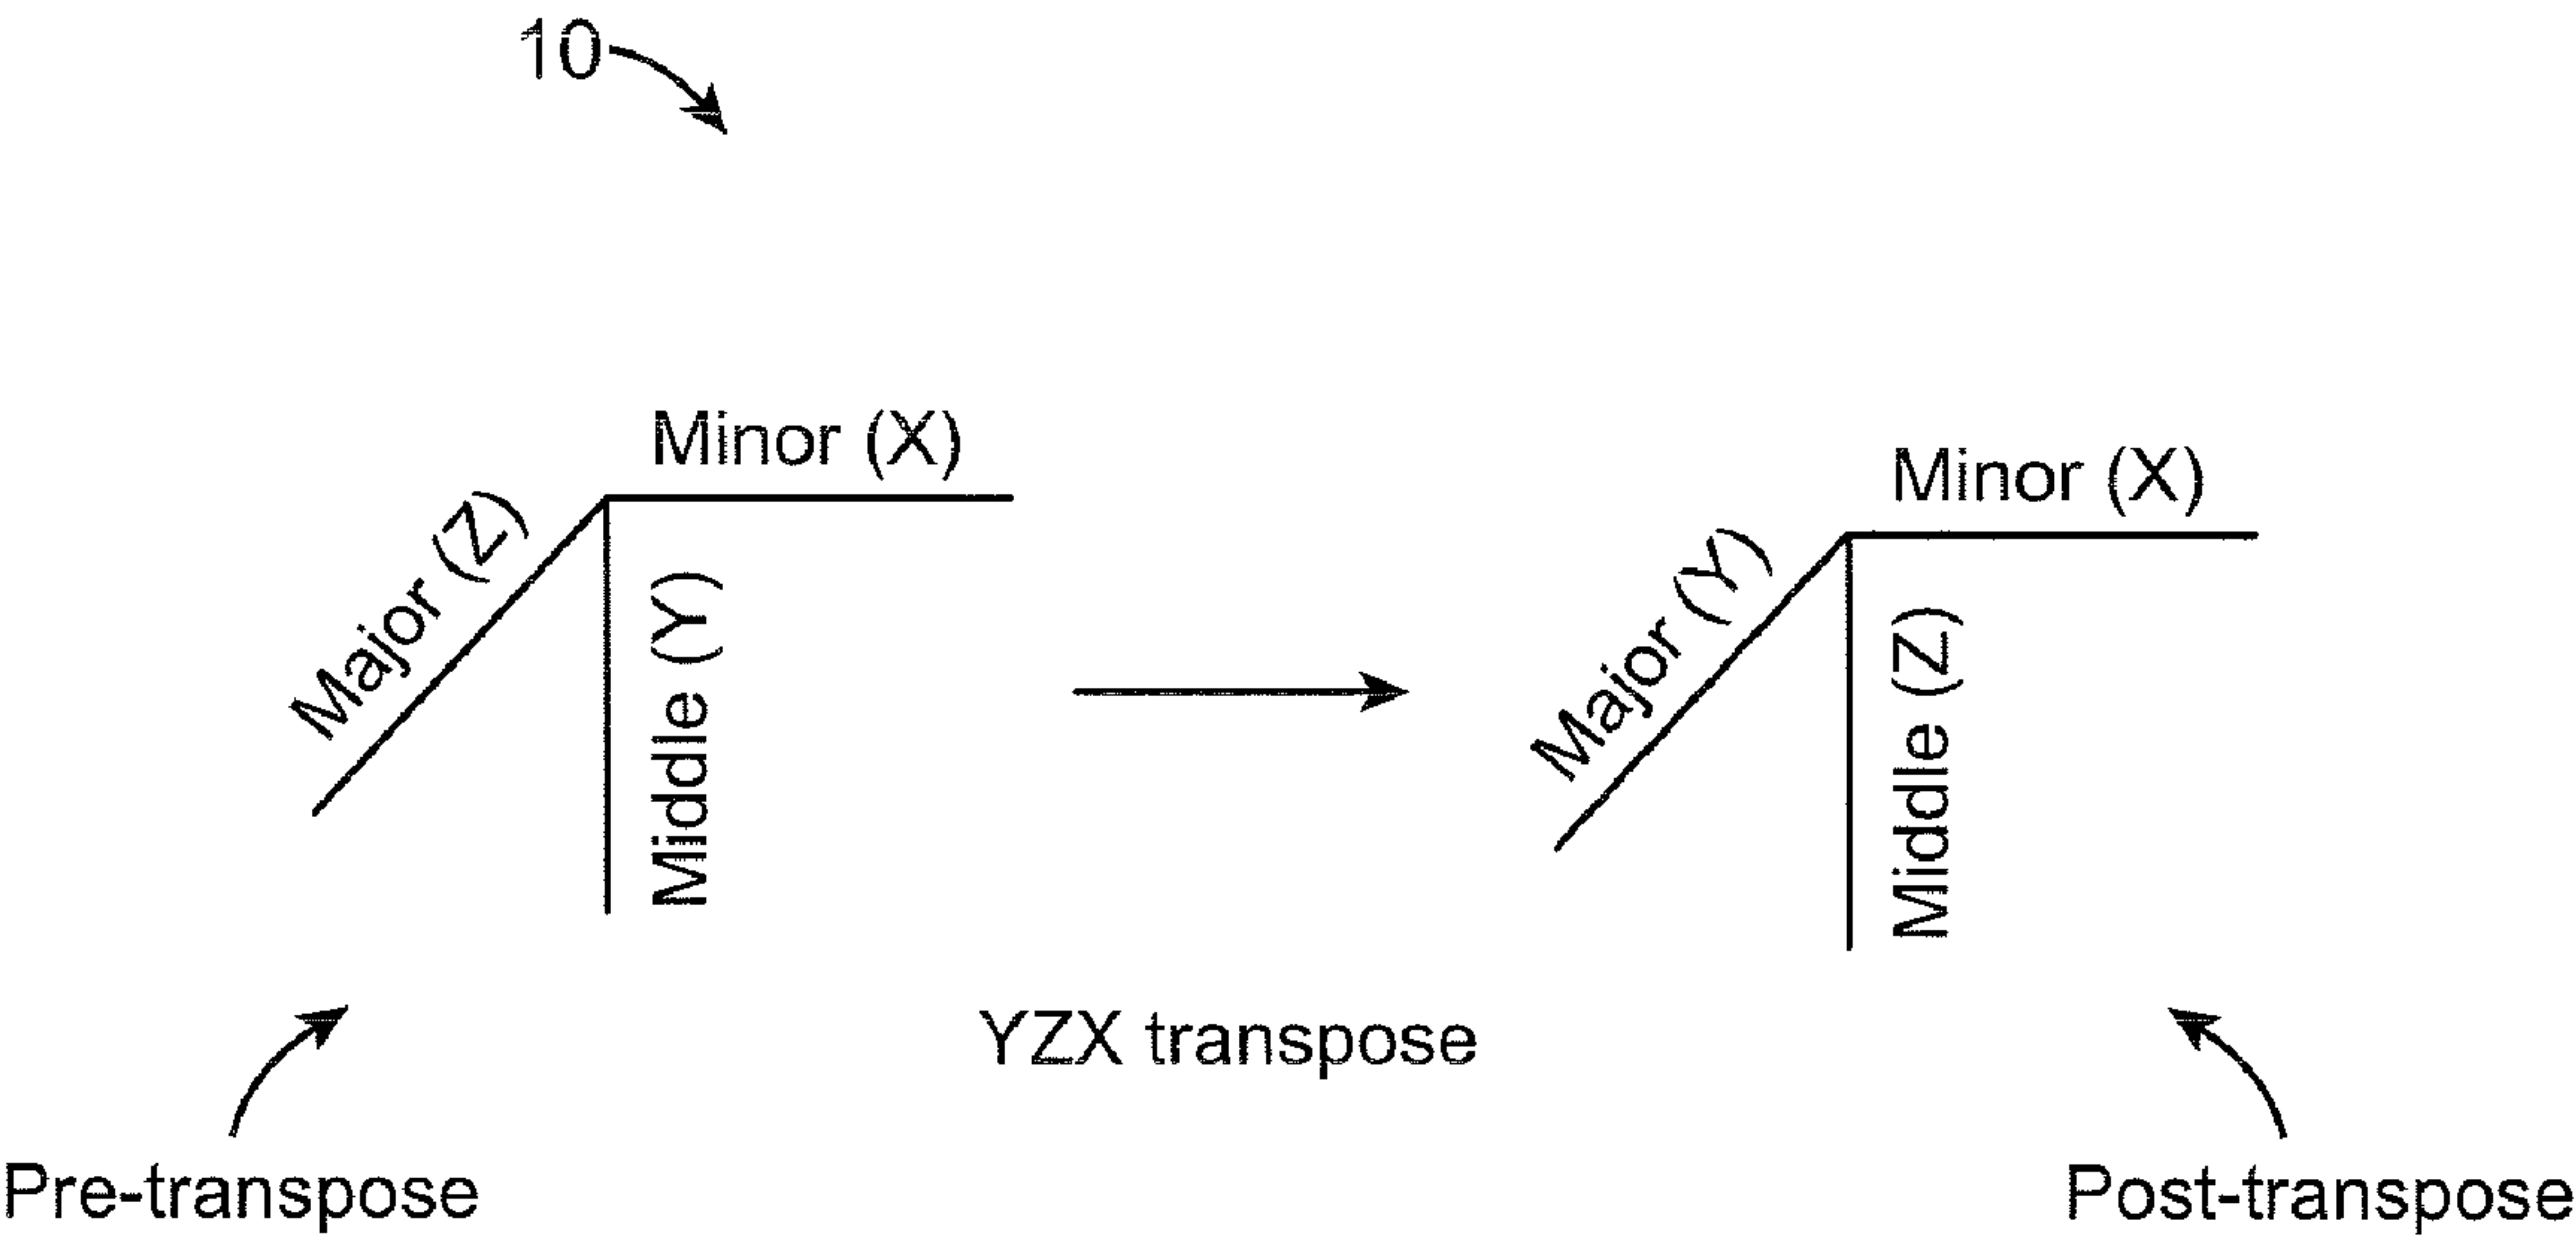 10
Minor (X)
Major (Z)
Middle (Y)
Minor (X)
Major (Y)
Middle (Z)
YZX transpose
Pre-transpose
Post-transpose